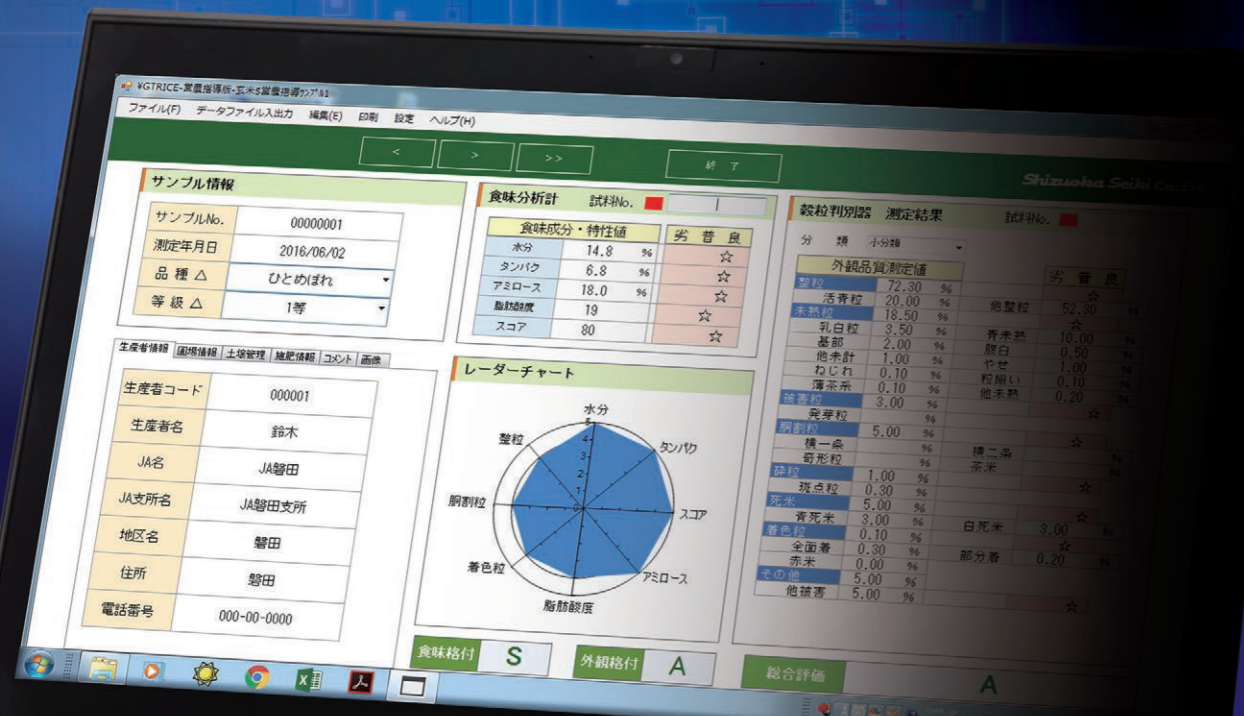 ¥GTRICE-営農指導版-玄米S営農指導ｻﾝﾌﾟﾙ1
ファイル(F) データファイル入出力 編集(E) 印刷 設定 ヘルプ(H)
< > >> 終了
Shizuoka Seiki Co., Ltd
サンプル情報
サンプルNo. 00000001
測定年月日 2016/06/02
品種△ ひとめぼれ
等級△ 1等
生産者情報 圃場情報 土壌管理 施肥情報 コメント 画像
生産者コード 000001
生産者名 鈴木
JA名 JA磐田
JA支所名 JA磐田支所
地区名 磐田
住所 磐田
電話番号 000-00-0000
食味分析計 試料No.
食味成分・特性値 劣 普 良
水分 14.8 % ☆
タンパク 6.8 % ☆
アミロース 18.0 % ☆
脂肪酸度 19 ☆
スコア 80 ☆
レーダーチャート
水分
タンパク
スコア
アミロース
脂肪酸度
着色粒
胴割粒
整粒
5
4
3
2
1
0
食味格付 S
外観格付 A
総合評価 A
穀粒判別器 測定結果 試料No.
分類 小分類
外観品質測定値 劣 普 良
整粒 72.30 % ☆
活青粒 20.00 % 他整粒 52.30 %
未熟粒 18.50 % ☆
乳白粒 3.50 % 青未熟 10.00 %
基部 2.00 % 腹白 0.50 %
他未計 1.00 % やせ 1.00 %
ねじれ 0.10 % 粒揃い 0.10 %
薄茶系 0.10 % 他未熟 0.20 %
被害粒 3.00 % ☆
発芽粒 %
胴割粒 5.00 % ☆
横一条 % 横二条 %
奇形粒 % 茶米 %
砕粒 1.00 % ☆
斑点粒 0.30 %
死米 5.00 % ☆
青死米 3.00 % 白死米 3.00 %
着色粒 0.10 % ☆
全面着 0.30 % 部分着 0.20 %
赤米 0.00 %
その他 5.00 % ☆
他被害 5.00 %